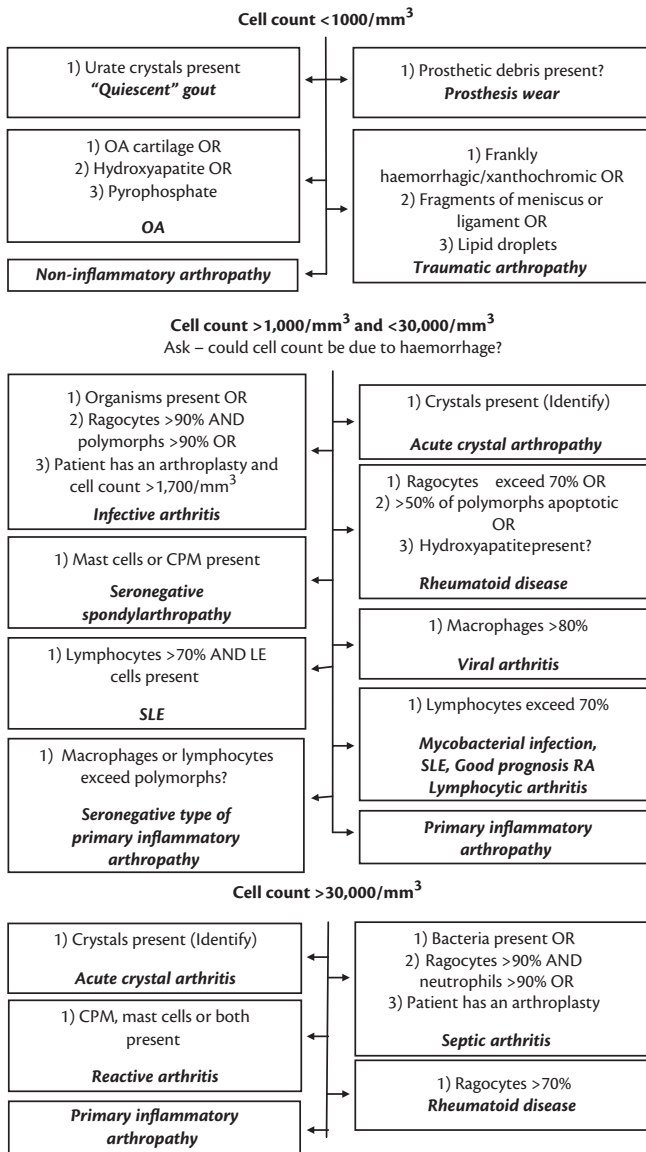 Cell count <1000/mm³
1) Urate crystals present
"Quiescent" gout
1) Prosthetic debris present?
Prosthesis wear
1) OA cartilage OR
2) Hydroxyapatite OR
3) Pyrophosphate
OA
1) Frankly
haemorrhagic/xanthochromic OR
2) Fragments of meniscus or
ligament OR
3) Lipid droplets
Traumatic arthropathy
Non-inflammatory arthropathy
Cell count >1,000/mm³ and <30,000/mm³
Ask – could cell count be due to haemorrhage?
1) Organisms present OR
2) Ragocytes >90% AND
polymorphs >90% OR
3) Patient has an arthroplasty and
cell count >1,700/mm³
Infective arthritis
1) Crystals present (Identify)
Acute crystal arthropathy
1) Ragocytes exceed 70% OR
2) >50% of polymorphs apoptotic
OR
3) Hydroxyapatitepresent?
Rheumatoid disease
1) Mast cells or CPM present
Seronegative
spondylarthropathy
1) Macrophages >80%
Viral arthritis
1) Lymphocytes >70% AND LE
cells present
SLE
1) Lymphocytes exceed 70%
Mycobacterial infection,
SLE, Good prognosis RA
Lymphocytic arthritis
1) Macrophages or lymphocytes
exceed polymorphs?
Seronegative type of
primary inflammatory
arthropathy
Primary inflammatory
arthropathy
Cell count >30,000/mm³
1) Crystals present (Identify)
Acute crystal arthritis
1) Bacteria present OR
2) Ragocytes >90% AND
neutrophils >90% OR
3) Patient has an arthroplasty
Septic arthritis
1) CPM, mast cells or both
present
Reactive arthritis
1) Ragocytes >70%
Rheumatoid disease
Primary inflammatory
arthropathy